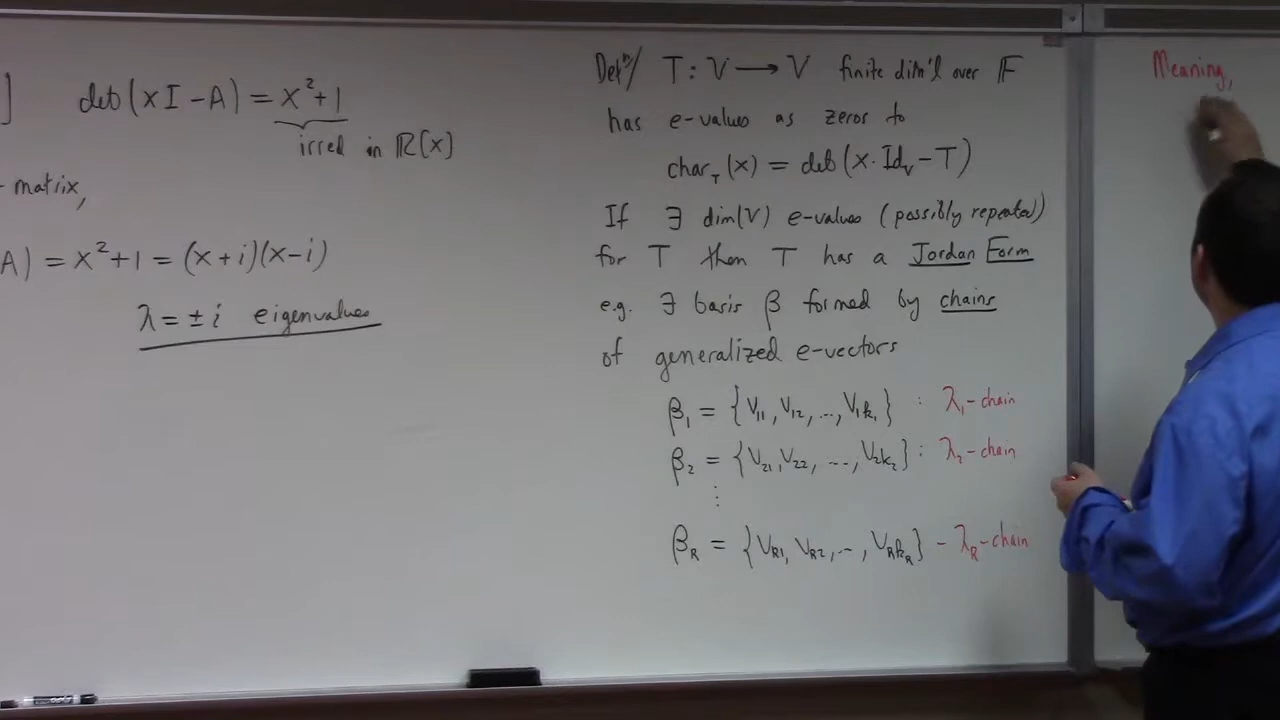 ] det(xI-A) = x²+1
irred in ℝ[x]
- matrix,
A) = x²+1 = (x+i)(x-i)
λ = ±i eigenvalues
Defⁿ/ T: V ⟶ V finite dim'l over 𝔽
has e-values as zeros to
char_T(x) = det(x·Id_V - T)
If ∃ dim(V) e-values (possibly repeated)
for T then T has a Jordan Form
e.g. ∃ basis β formed by chains
of generalized e-vectors
β₁ = {V₁₁, V₁₂, ..., V₁k₁} : λ₁-chain
β₂ = {V₂₁, V₂₂, ..., V₂k₂} : λ₂-chain
⋮
β_R = {V_R1, V_R2, ..., V_Rk_R} - λ_R-chain
Meaning,